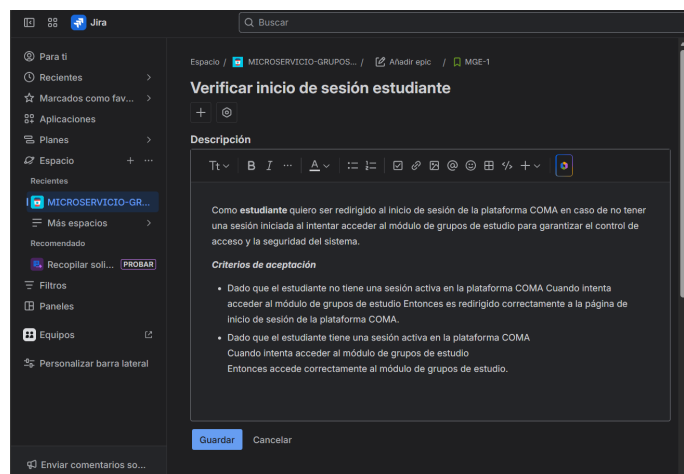 Jira
Buscar
Para ti
Recientes
Marcados como fav...
Aplicaciones
Planes
Espacio
Recientes
MICROSERVICIO-GR...
Más espacios
Recomendado
Recopilar soli... PROBAR
Filtros
Paneles
Equipos
Personalizar barra lateral
Enviar comentarios so...
Espacio / MICROSERVICIO-GRUPOS... / Añadir epic / MGE-1
Verificar inicio de sesión estudiante
Descripción
Tt B I ... A
Como estudiante quiero ser redirigido al inicio de sesión de la plataforma COMA en caso de no tener
una sesión iniciada al intentar acceder al módulo de grupos de estudio para garantizar el control de
acceso y la seguridad del sistema.
Criterios de aceptación
• Dado que el estudiante no tiene una sesión activa en la plataforma COMA Cuando intenta
acceder al módulo de grupos de estudio Entonces es redirigido correctamente a la página de
inicio de sesión de la plataforma COMA.
• Dado que el estudiante tiene una sesión activa en la plataforma COMA
Cuando intenta acceder al módulo de grupos de estudio
Entonces accede correctamente al módulo de grupos de estudio.
Guardar Cancelar